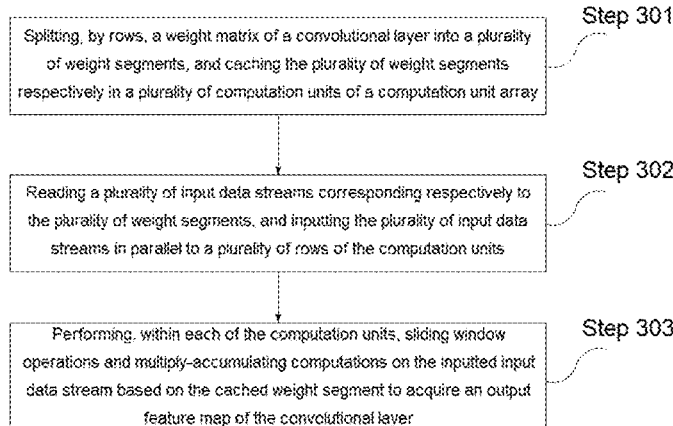 Step 301
Splitting, by rows, a weight matrix of a convolutional layer into a plurality
of weight segments, and caching the plurality of weight segments
respectively in a plurality of computation units of a computation unit array
Step 302
Reading a plurality of input data streams corresponding respectively to
the plurality of weight segments, and inputting the plurality of input data
streams in parallel to a plurality of rows of the computation units
Step 303
Performing, within each of the computation units, sliding window
operations and multiply-accumulating computations on the inputted input
data stream based on the cached weight segment to acquire an output
feature map of the convolutional layer